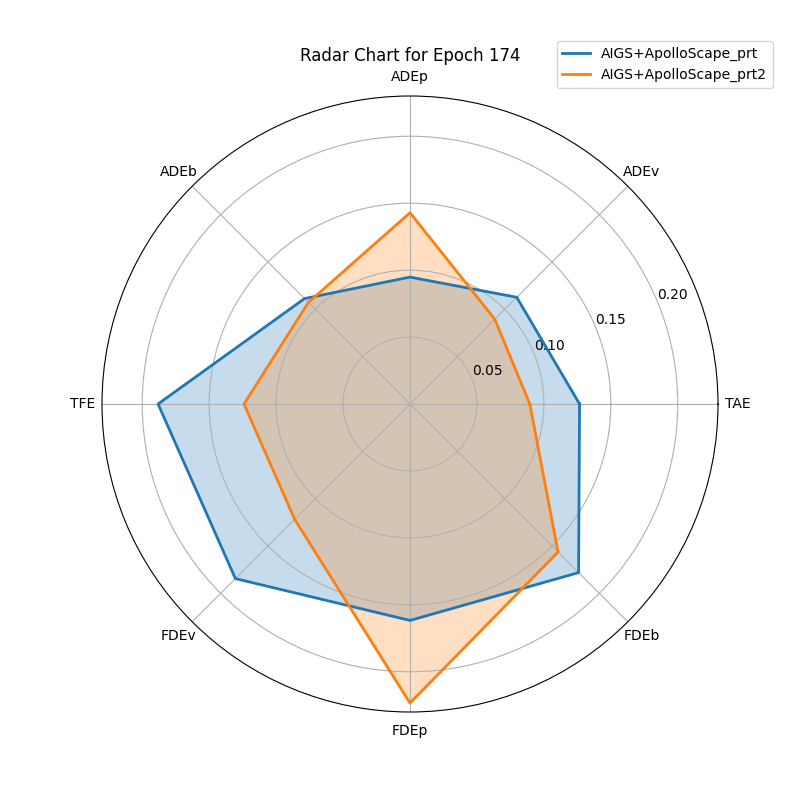 Radar Chart for Epoch 174
AIGS+ApolloScape_prt
AIGS+ApolloScape_prt2
ADEp
ADEb
ADEv
0.20
0.15
0.10
0.05
TFE
TAE
FDEv
FDEb
FDEp